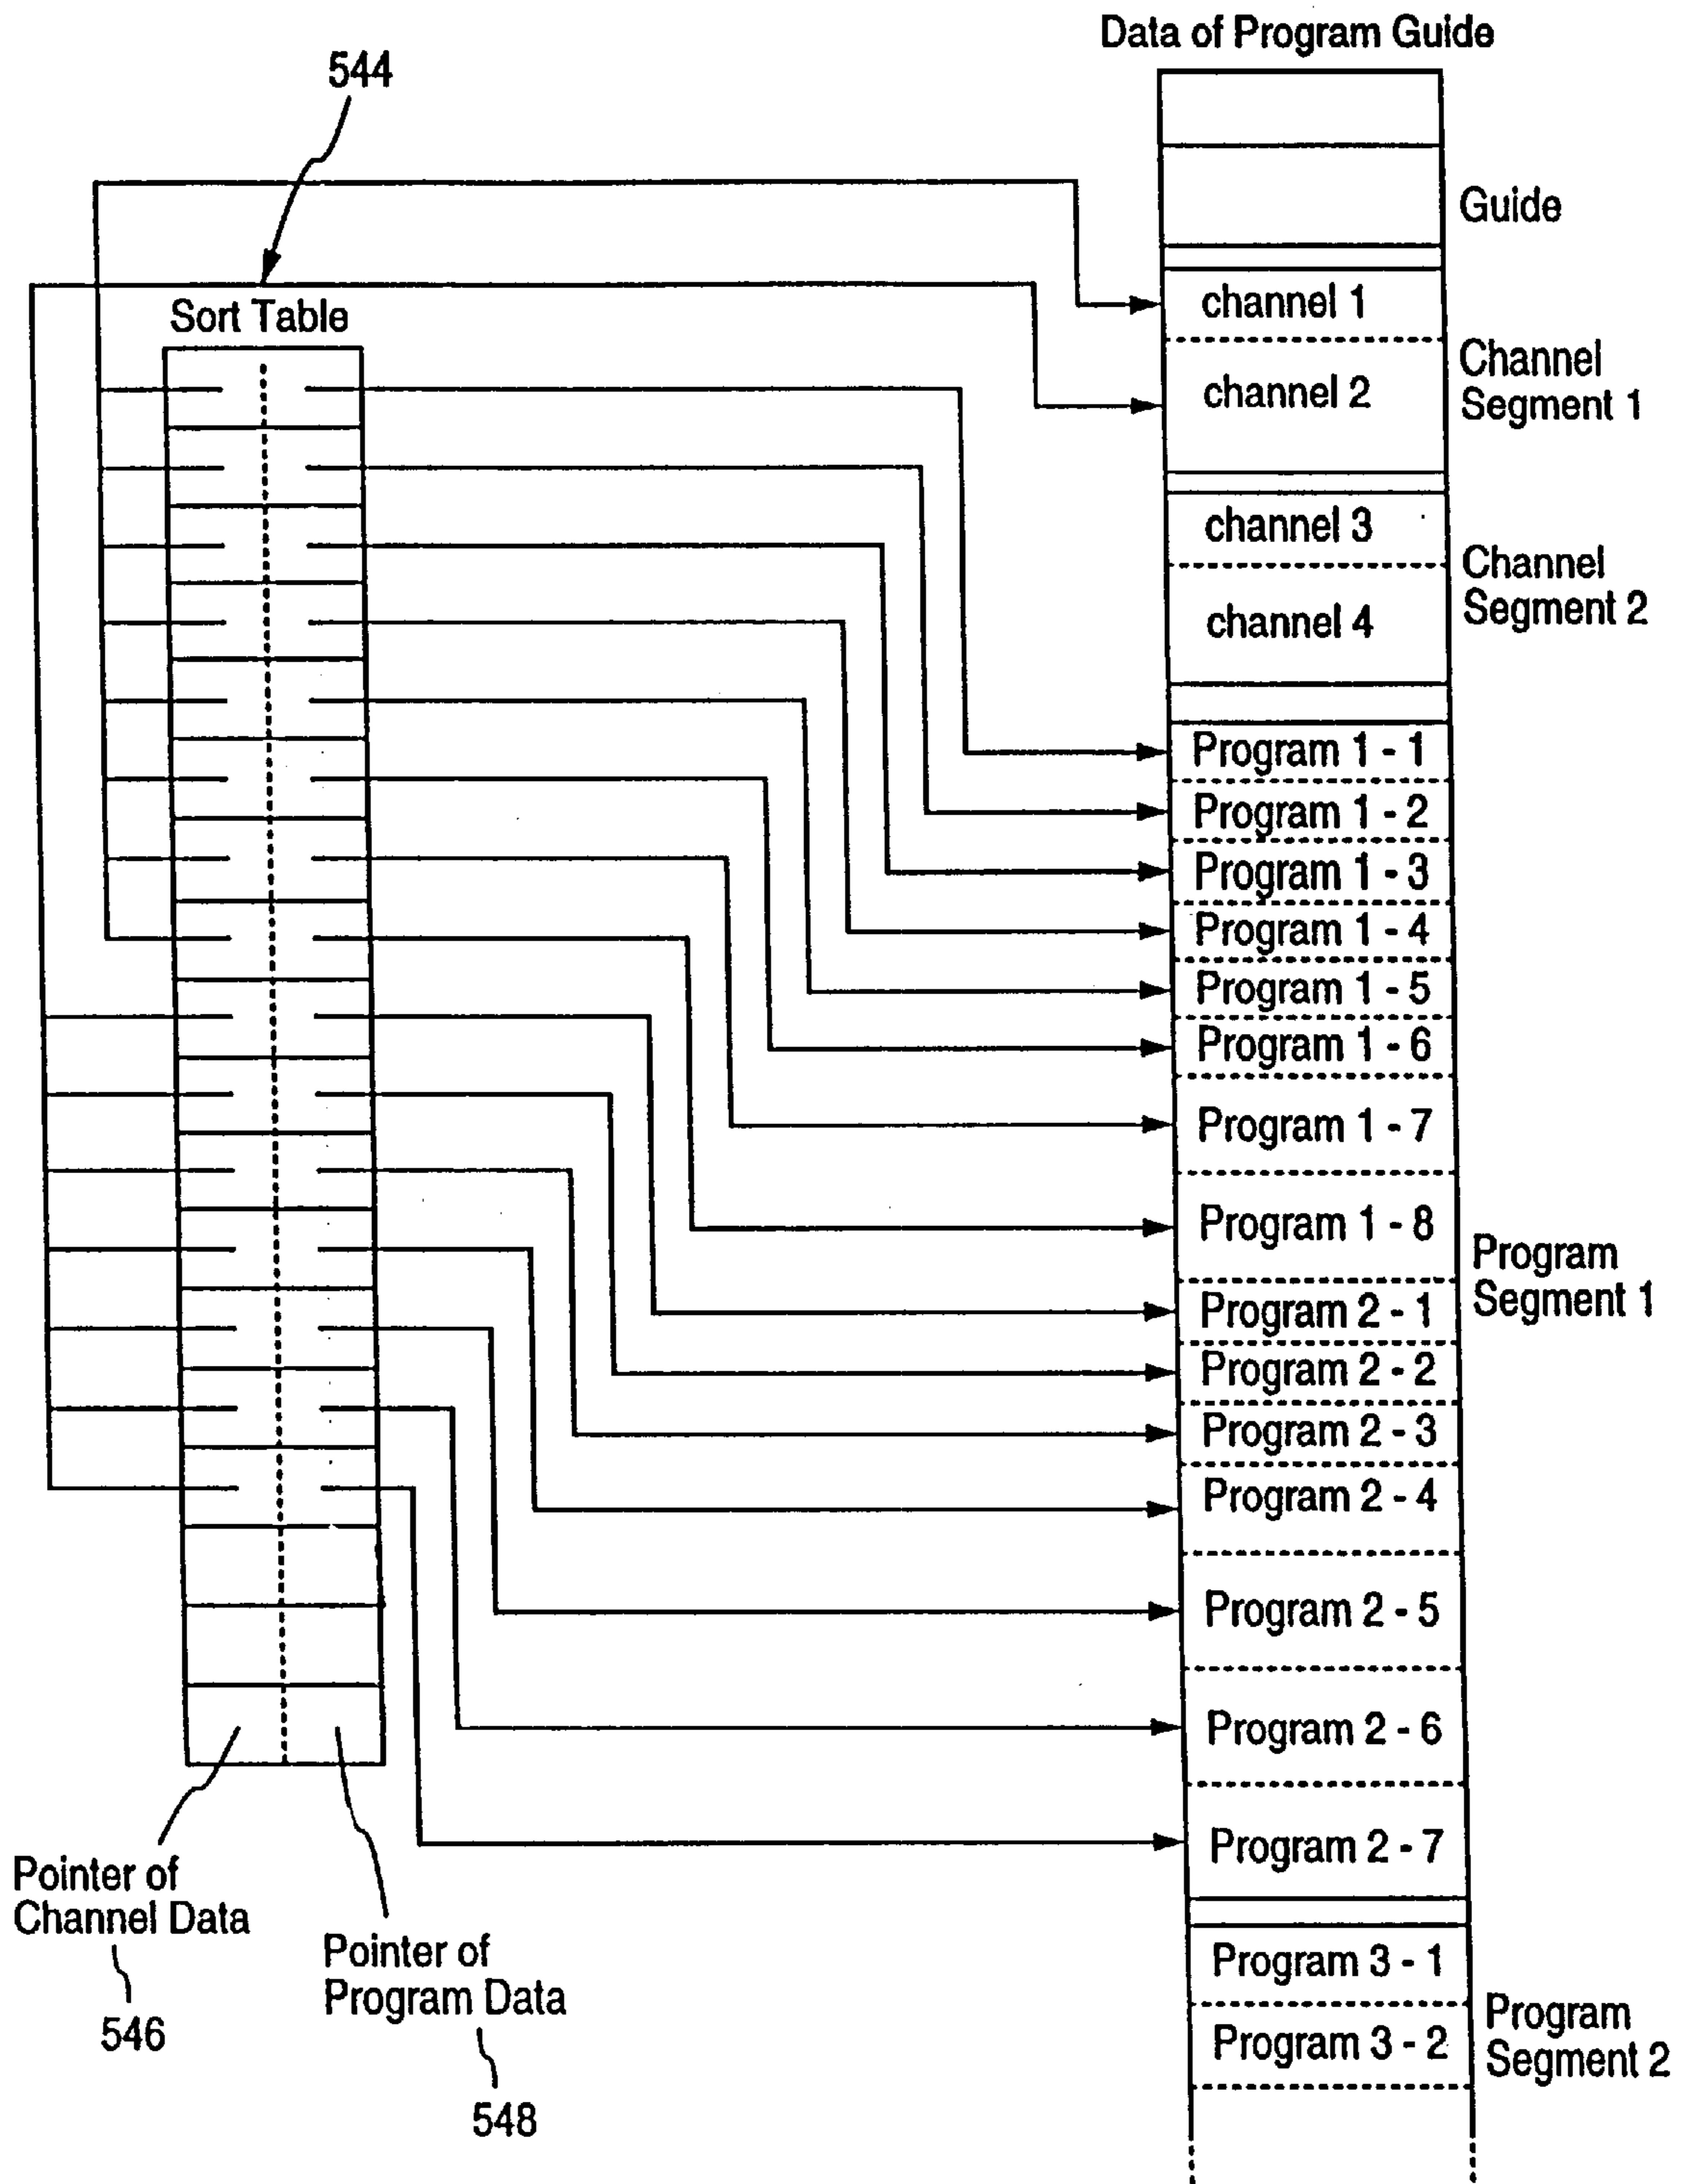 Data of Program Guide
544
Guide
Sort Table
channel 1
channel 2
Channel
Segment 1
channel 3
channel 4
Channel
Segment 2
Program 1 - 1
Program 1 - 2
Program 1 - 3
Program 1 - 4
Program 1 - 5
Program 1 - 6
Program 1 - 7
Program 1 - 8
Program 2 - 1
Program 2 - 2
Program 2 - 3
Program 2 - 4
Program 2 - 5
Program 2 - 6
Program 2 - 7
Program
Segment 1
Pointer of
Channel Data
546
Pointer of
Program Data
548
Program 3 - 1
Program 3 - 2
Program
Segment 2